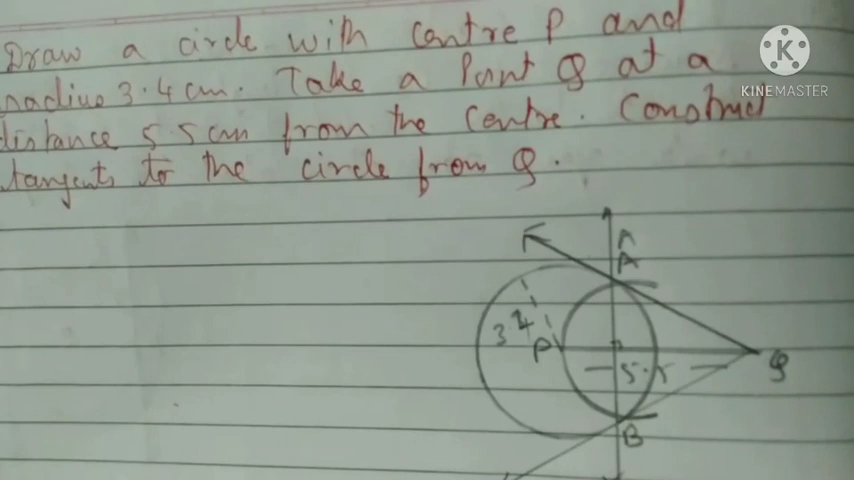 Draw a circle with centre P and
radius 3.4 cm. Take a Point Q at a
distance 5.5 cm from the centre. Construct
tangents to the circle from Q.
K
KINEMASTER
A
3.4
P
5.5
Q
B